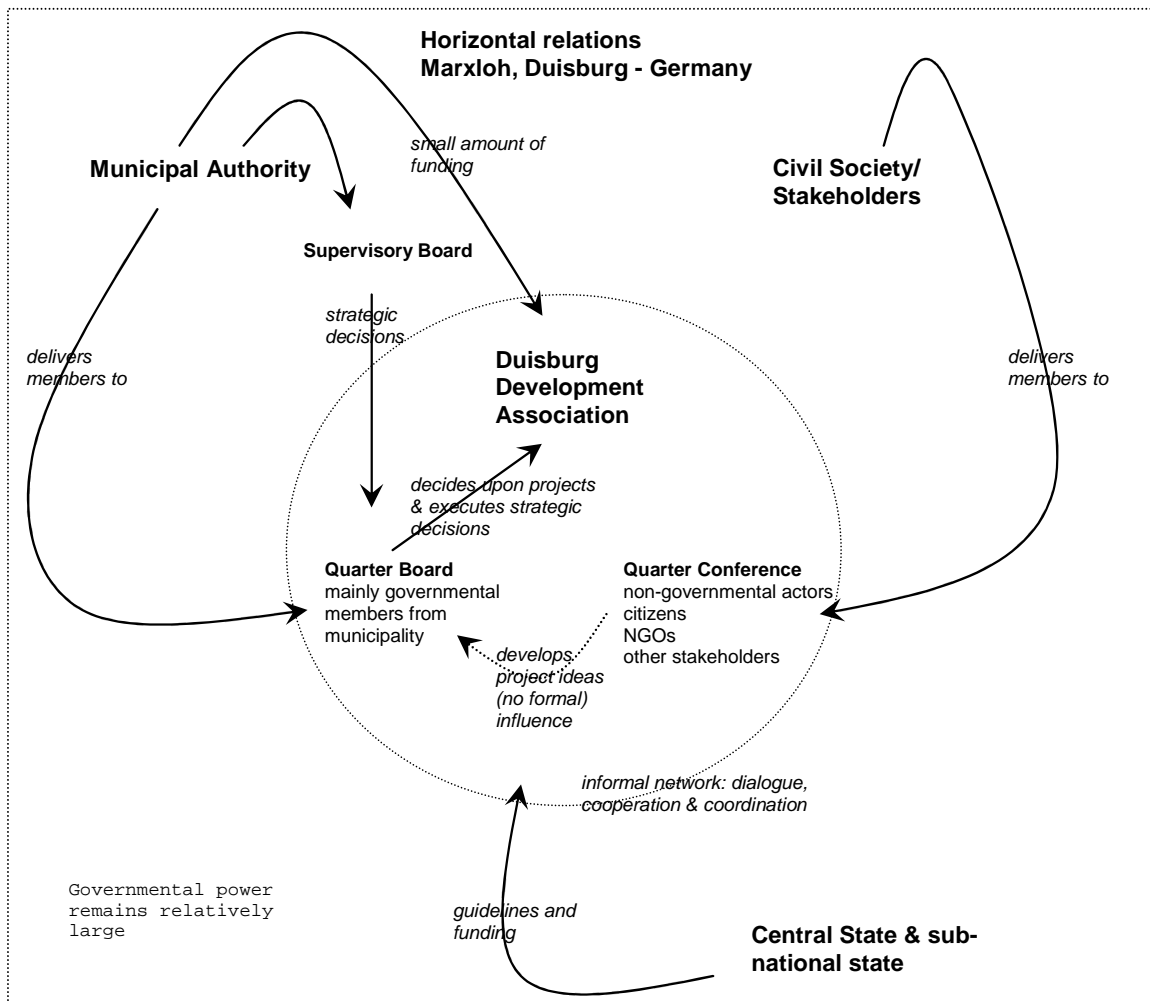 Horizontal relations
Marxloh, Duisburg - Germany
small amount of
funding
Municipal Authority
Civil Society/
Stakeholders
Supervisory Board
strategic
decisions
delivers
members to
Duisburg
Development
Association
delivers
members to
decides upon projects
& executes strategic
decisions
Quarter Board
mainly governmental
members from
municipality
Quarter Conference
non-governmental actors
citizens
NGOs
other stakeholders
develops
project ideas
(no formal)
influence
informal network: dialogue,
cooperation & coordination
Governmental power
remains relatively
large
guidelines and
funding
Central State & sub-
national state